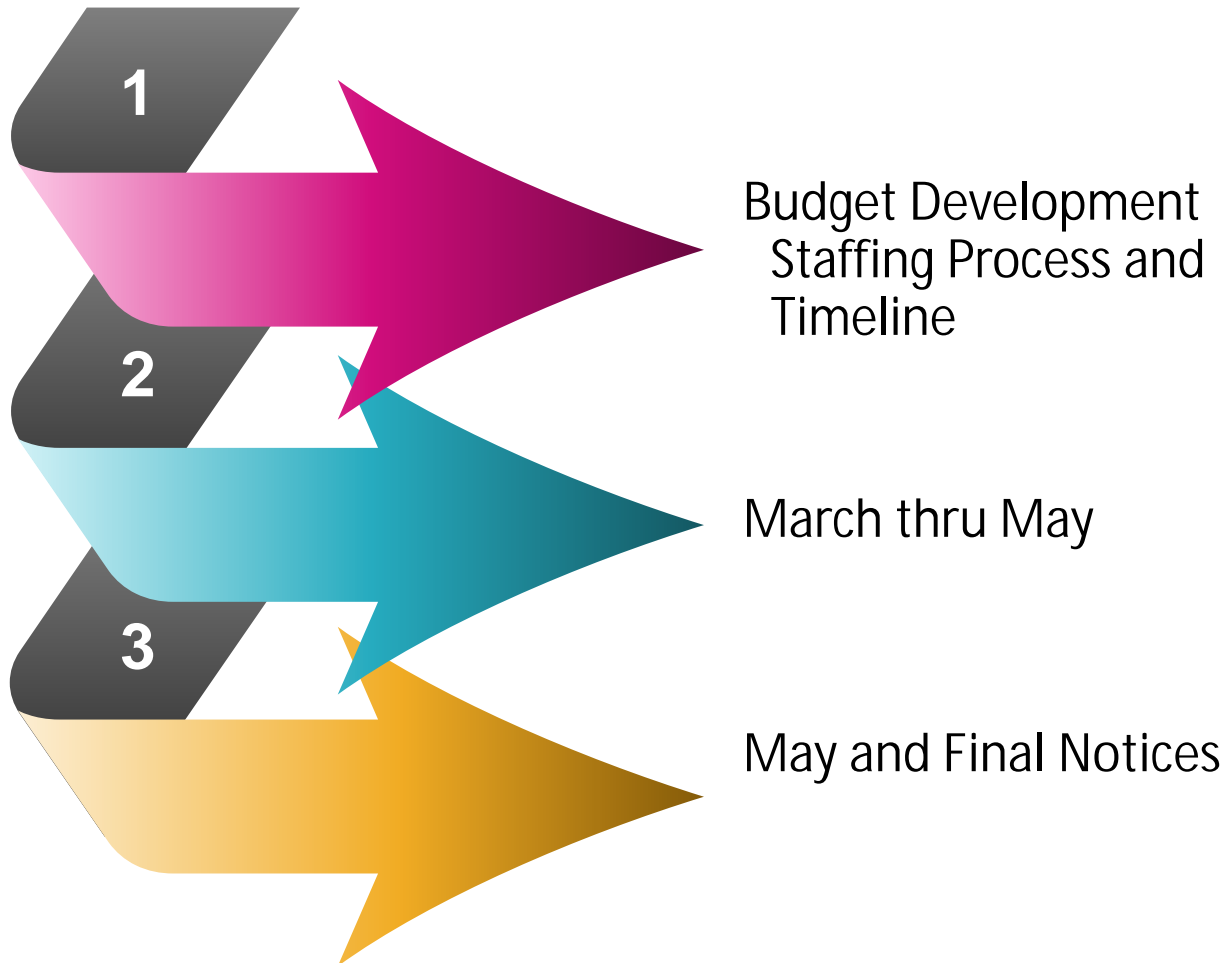 1
Budget Development
Staffing Process and
Timeline
2
March thru May
3
May and Final Notices